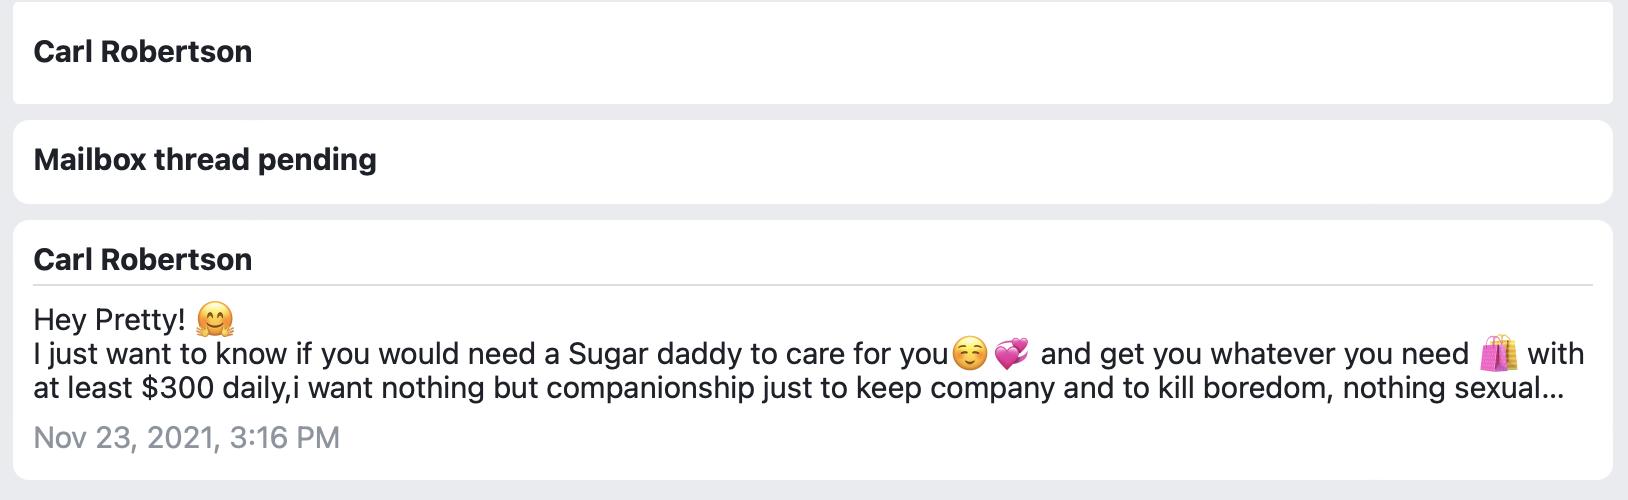 Carl Robertson
Mailbox thread pending
Carl Robertson
Hey Pretty! 🤗
I just want to know if you would need a Sugar daddy to care for you☺️💞 and get you whatever you need 🛍️ with
at least $300 daily,i want nothing but companionship just to keep company and to kill boredom, nothing sexual...
Nov 23, 2021, 3:16 PM